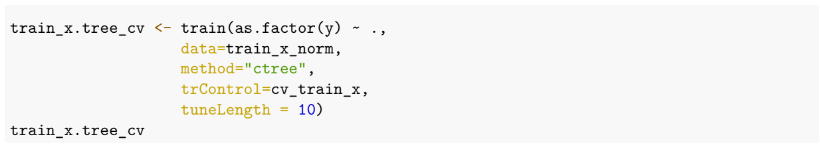 train_x.tree_cv <- train(as.factor(y) ~ .,
                   data=train_x_norm,
                   method="ctree",
                   trControl=cv_train_x,
                   tuneLength = 10)
train_x.tree_cv